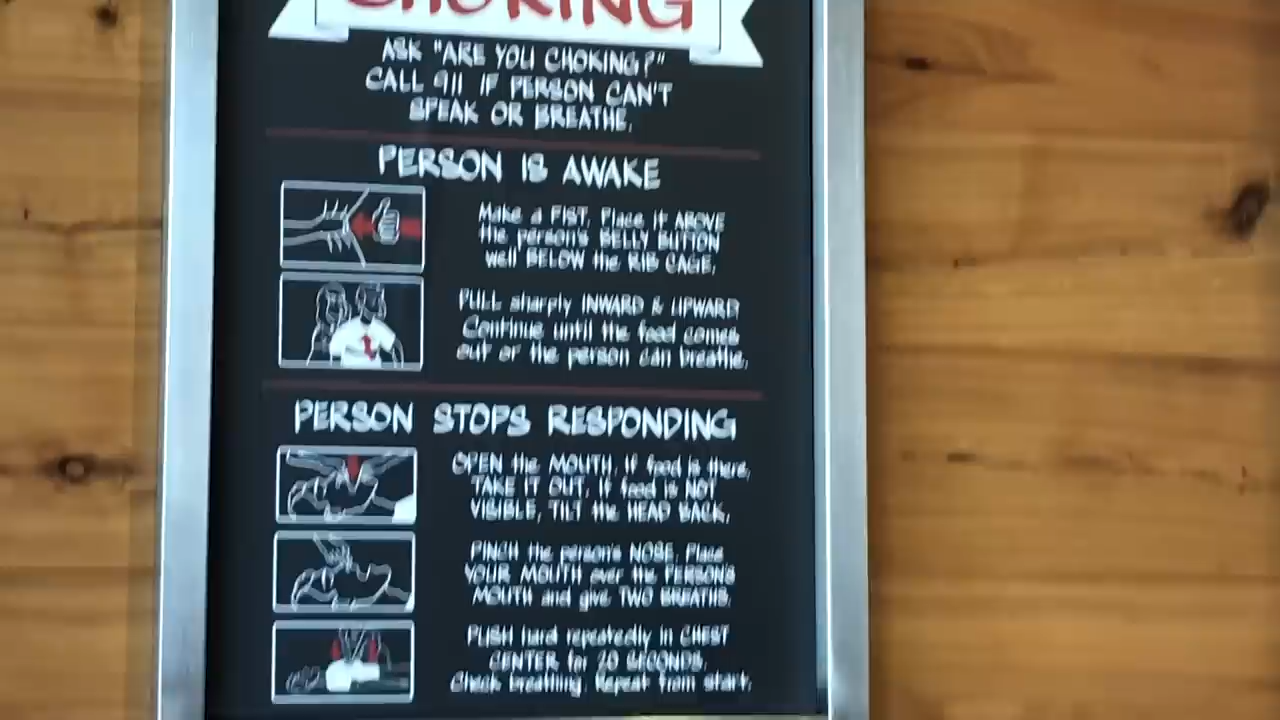 CHOKING
ASK "ARE YOU CHOKING?"
CALL 911 IF PERSON CAN'T
SPEAK OR BREATHE.
PERSON IS AWAKE
Make a FIST. Place it ABOVE
the person's BELLY BUTTON
well BELOW the RIB CAGE.
PULL sharply INWARD & UPWARD
Continue until the food comes
out or the person can breathe.
PERSON STOPS RESPONDING
OPEN the MOUTH. If food is there,
TAKE IT OUT. If food is NOT
VISIBLE, TILT the HEAD BACK.
PINCH the person's NOSE. Place
YOUR MOUTH over the PERSON'S
MOUTH and give TWO BREATHS.
PUSH hard repeatedly in CHEST
CENTER for 20 SECONDS.
Check breathing. Repeat from start.